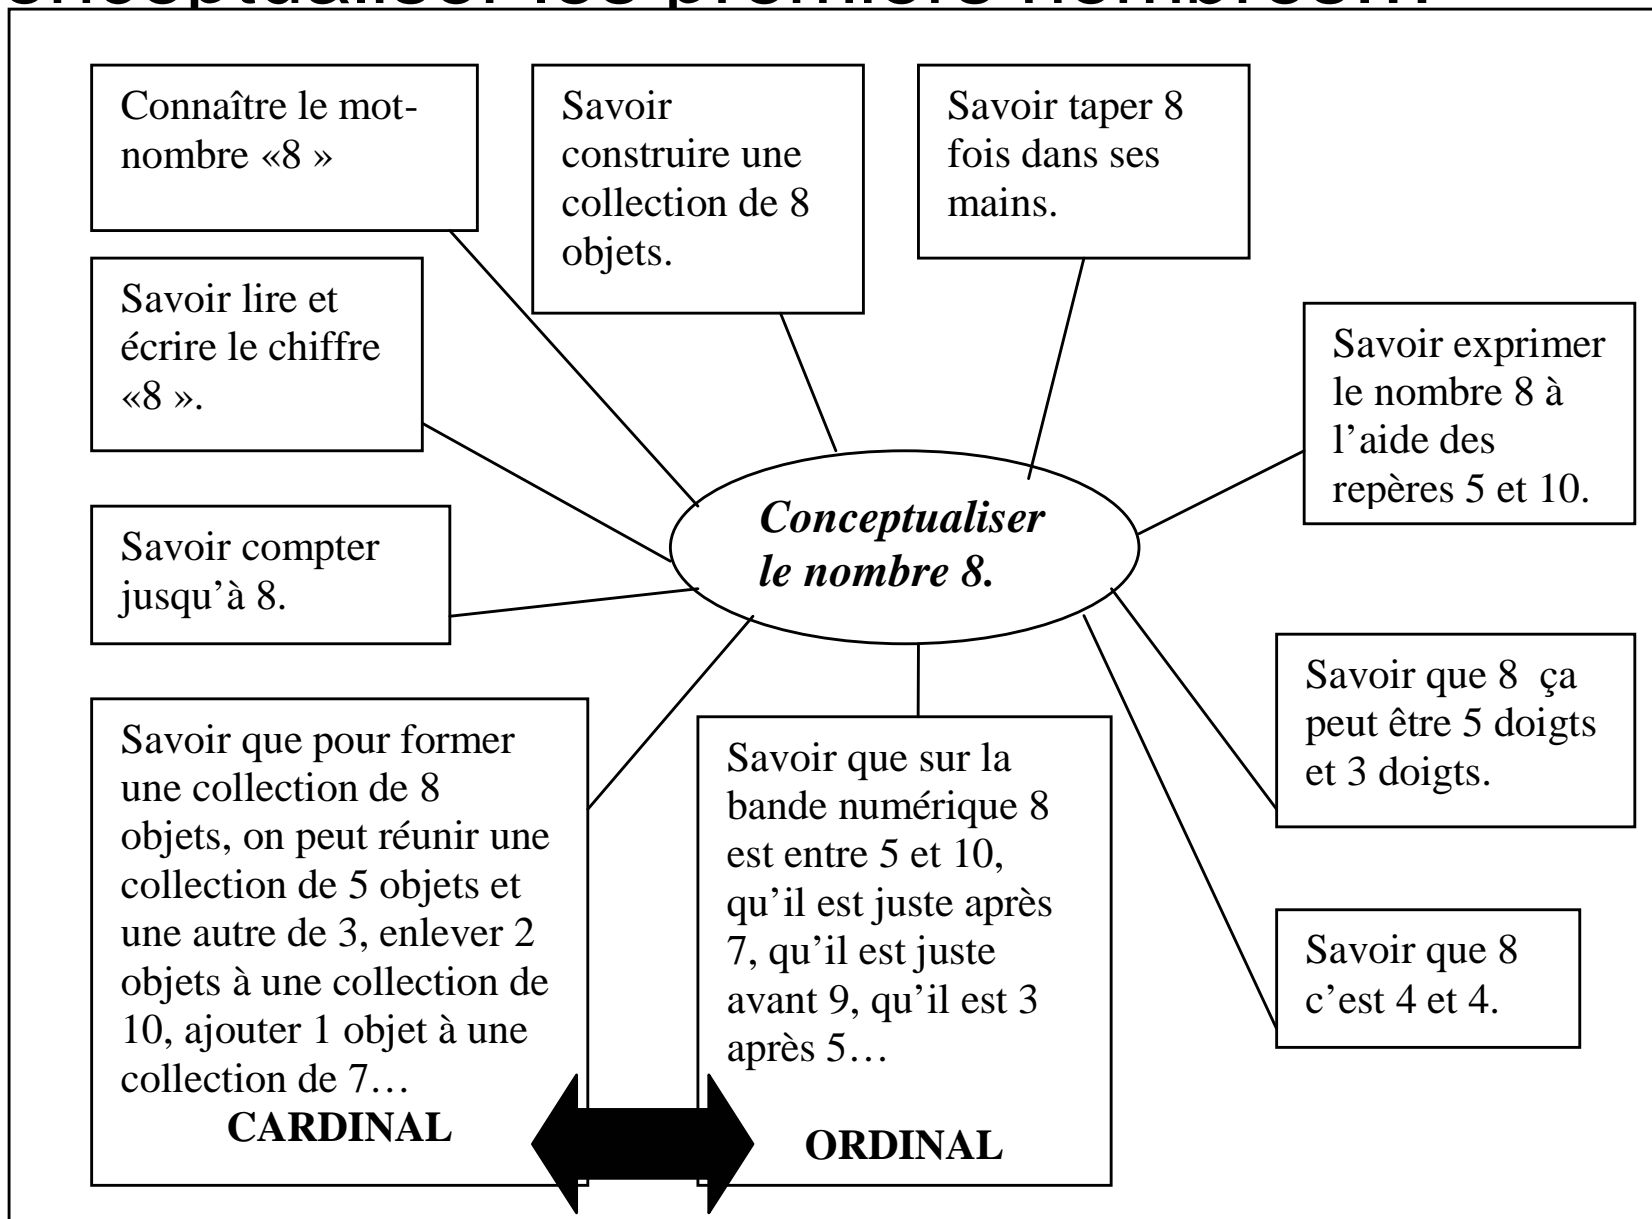 onceptualiser les premiers nombres…
Connaître le mot-
nombre «8 »
Savoir
construire une
collection de 8
objets.
Savoir taper 8
fois dans ses
mains.
Savoir lire et
écrire le chiffre
«8 ».
Savoir exprimer
le nombre 8 à
l’aide des
repères 5 et 10.
Conceptualiser
le nombre 8.
Savoir compter
jusqu’à 8.
Savoir que 8 ça
peut être 5 doigts
et 3 doigts.
Savoir que pour former
une collection de 8
objets, on peut réunir une
collection de 5 objets et
une autre de 3, enlever 2
objets à une collection de
10, ajouter 1 objet à une
collection de 7…
CARDINAL
Savoir que sur la
bande numérique 8
est entre 5 et 10,
qu’il est juste après
7, qu’il est juste
avant 9, qu’il est 3
après 5…
ORDINAL
Savoir que 8
c’est 4 et 4.